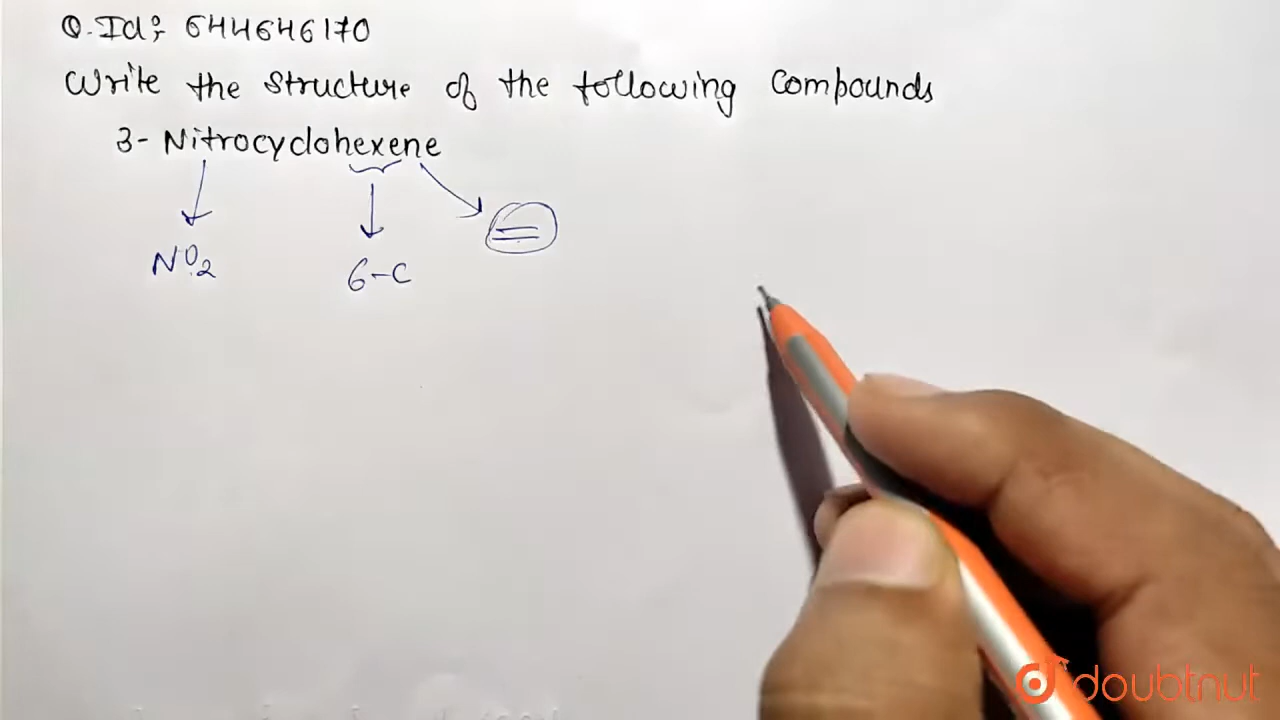 Q.Id: 644646170
Write the structure of the following compounds
3- Nitrocyclohexene
NO2
6-C
doubtnut